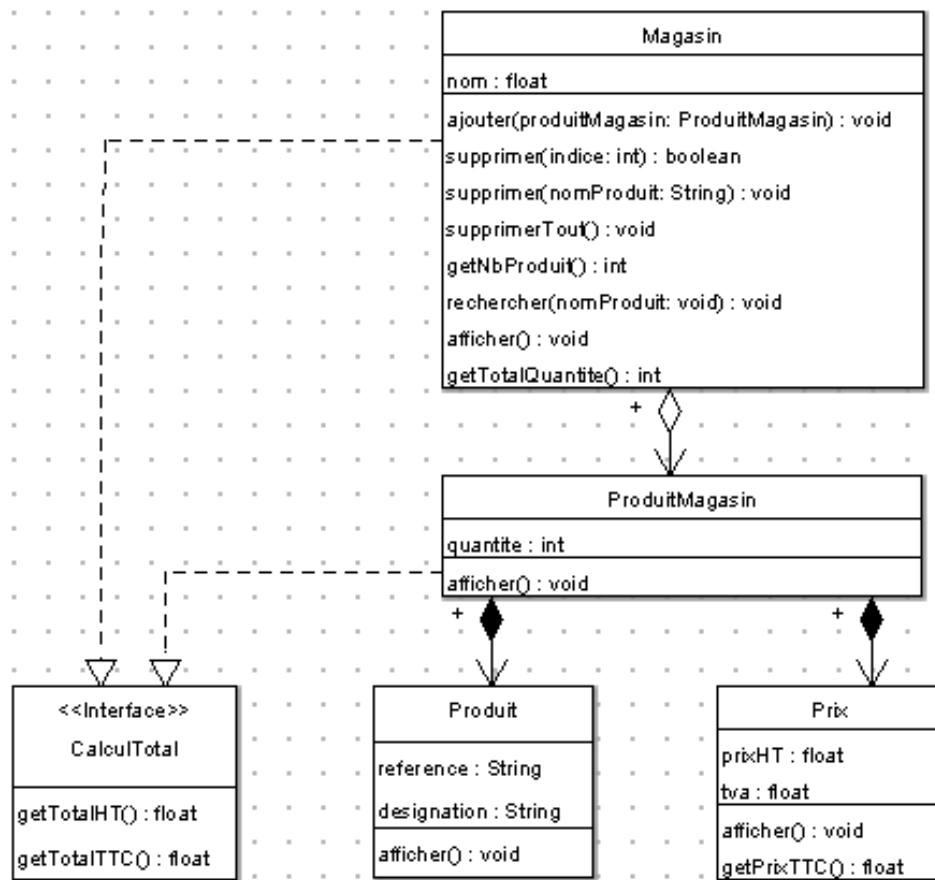 Magasin
nom : float
ajouter(produitMagasin: ProduitMagasin) : void
supprimer(indice: int) : boolean
supprimer(nomProduit: String) : void
supprimerTout() : void
getNbProduit() : int
rechercher(nomProduit: void) : void
afficher() : void
getTotalQuantite() : int
+
ProduitMagasin
quantite : int
afficher() : void
+
+
<<Interface>>
CalculTotal
getTotalHT() : float
getTotalTTC() : float
Produit
reference : String
designation : String
afficher() : void
Prix
prixHT : float
tva : float
afficher() : void
getPrixTTC() : float